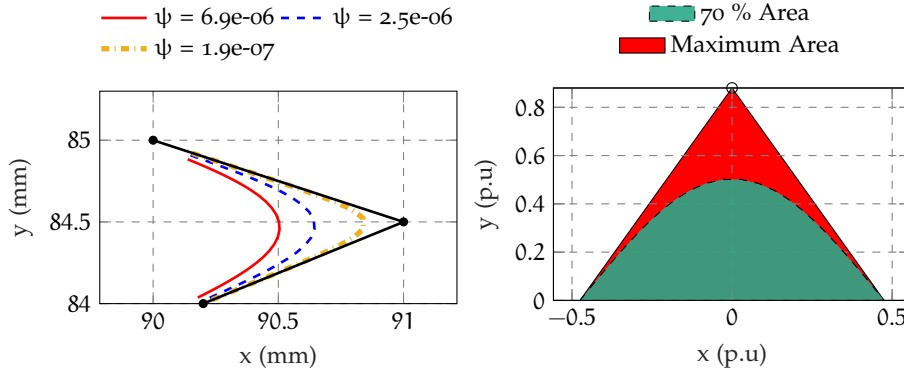 ψ = 6.9e-06 ψ = 2.5e-06
ψ = 1.9e-07
85
84.5
84
y (mm)
90 90.5 91
x (mm)
70 % Area
Maximum Area
0.8
0.6
0.4
0.2
0
y (p.u)
−0.5 0 0.5
x (p.u)